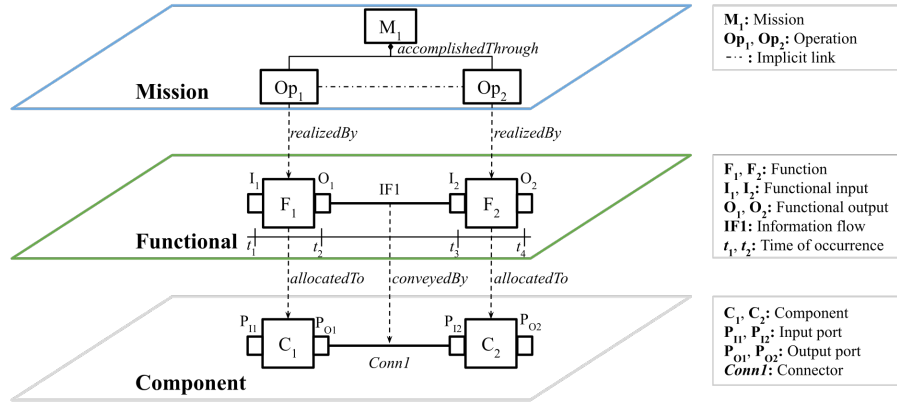 M1
accomplishedThrough
Op1
Op2
Mission
realizedBy
realizedBy
I1
O1
IF1
I2
O2
F1
F2
Functional
t1
t2
t3
t4
allocatedTo
conveyedBy
allocatedTo
PI1
PO1
PI2
PO2
C1
C2
Conn1
Component
M1: Mission
Op1, Op2: Operation
: Implicit link
F1, F2: Function
I1, I2: Functional input
O1, O2: Functional output
IF1: Information flow
t1, t2: Time of occurrence
C1, C2: Component
PI1, PI2: Input port
PO1, PO2: Output port
Conn1: Connector